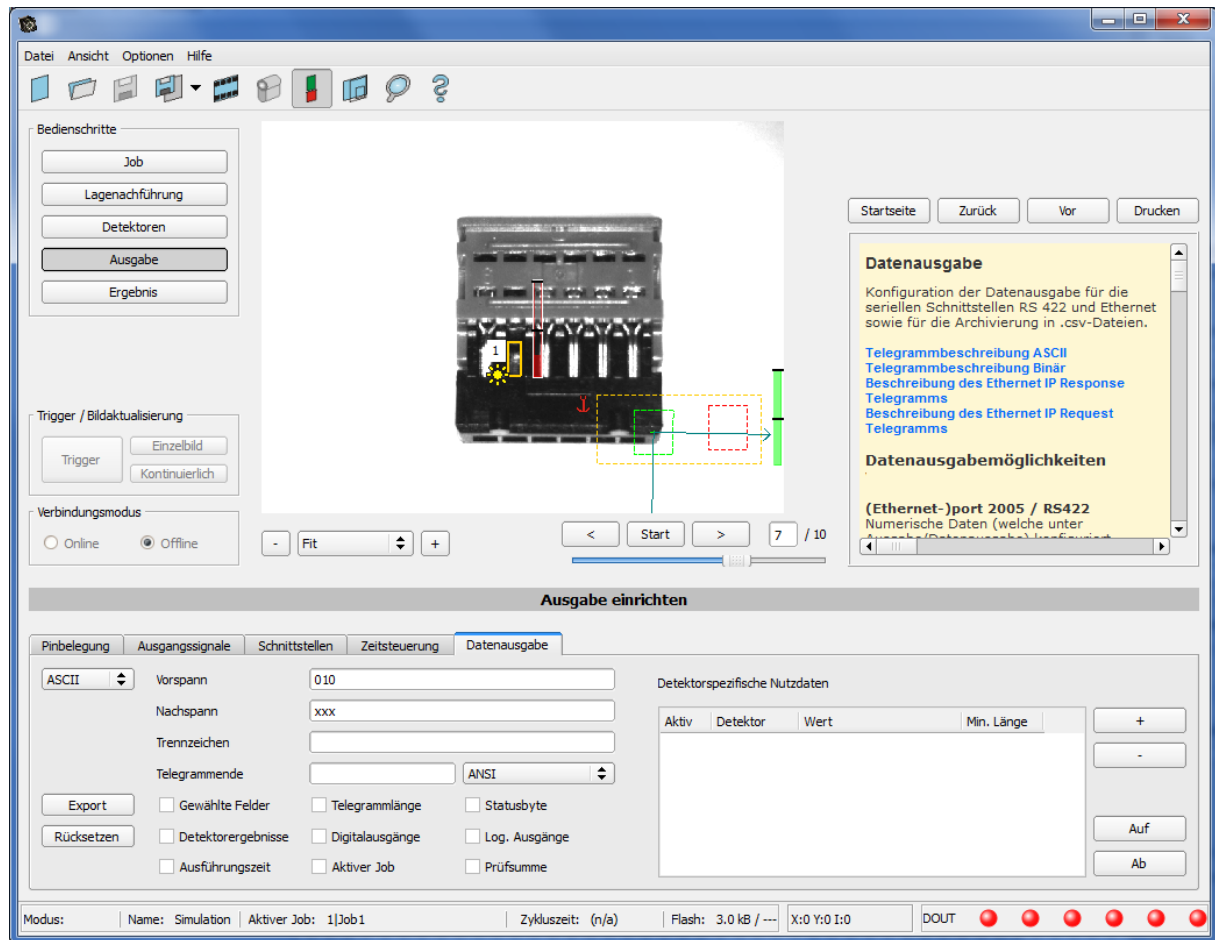 Datei Ansicht Optionen Hilfe
Bedienschritte
Job
Lagenachführung
Detektoren
Ausgabe
Ergebnis
Trigger / Bildaktualisierung
Trigger
Einzelbild
Kontinuierlich
Verbindungsmodus
Online Offline
1
- Fit +
< Start > 7 / 10
Startseite Zurück Vor Drucken
Datenausgabe
Konfiguration der Datenausgabe für die
seriellen Schnittstellen RS 422 und Ethernet
sowie für die Archivierung in .csv-Dateien.
Telegrammbeschreibung ASCII
Telegrammbeschreibung Binär
Beschreibung des Ethernet IP Response
Telegramms
Beschreibung des Ethernet IP Request
Telegramms
Datenausgabemöglichkeiten
(Ethernet-)port 2005 / RS422
Numerische Daten (welche unter
Ausgabe/Datenausgabe) konfiguriert
Ausgabe einrichten
Pinbelegung Ausgangssignale Schnittstellen Zeitsteuerung Datenausgabe
ASCII Vorspann 010
Nachspann xxx
Trennzeichen
Telegrammende ANSI
Export Gewählte Felder Telegrammlänge Statusbyte
Rücksetzen Detektorergebnisse Digitalausgänge Log. Ausgänge
Ausführungszeit Aktiver Job Prüfsumme
Detektorspezifische Nutzdaten
Aktiv Detektor Wert Min. Länge
+
-
Auf
Ab
Modus: Name: Simulation Aktiver Job: 1|Job1 Zykluszeit: (n/a) Flash: 3.0 kB / --- X:0 Y:0 I:0 DOUT